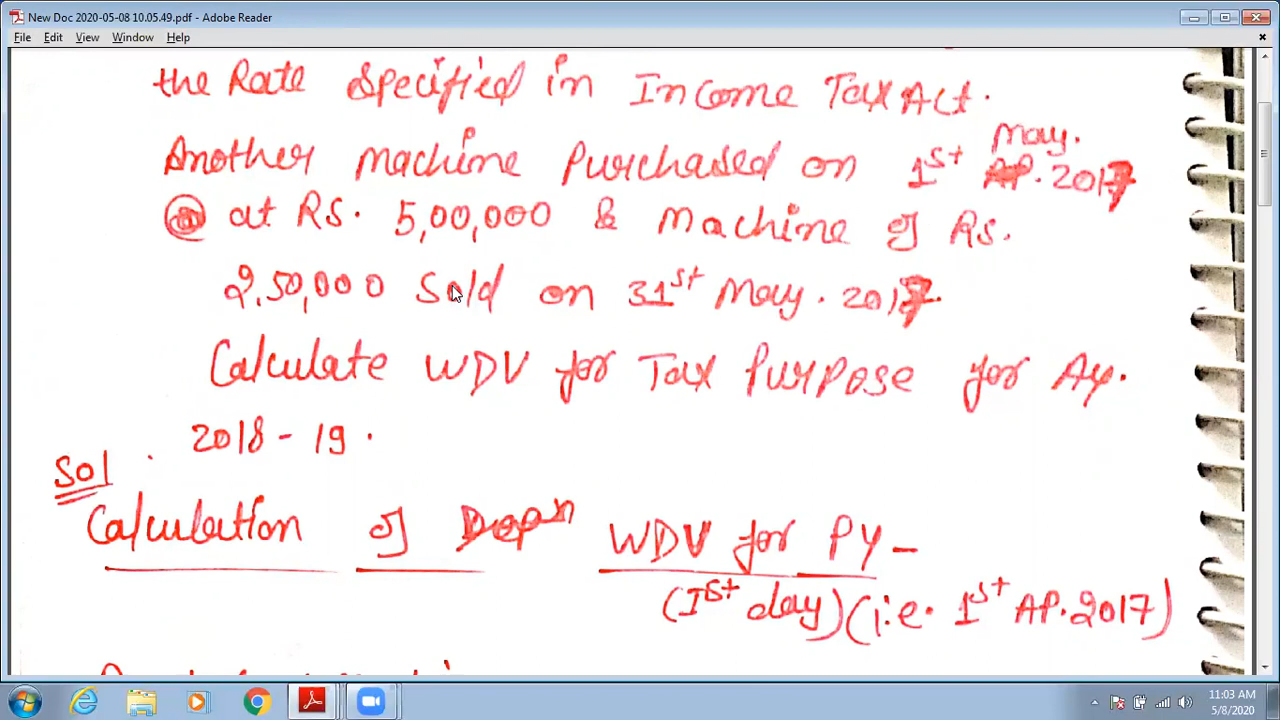 New Doc 2020-05-08 10.05.49.pdf - Adobe Reader
File Edit View Window Help
the Rate specified in Income Tax Act.
May.
Another machine purchased on 1st AP. 2017
at Rs. 5,00,000 & Machine of Rs.
2,50,000 Sold on 31st May. 2017.
Calculate WDV for Tax Purpose for Ay.
2018-19.
Sol
Calculation of Depn WDV for PY -
(Ist day) (i.e. 1st AP. 2017)
11:03 AM
5/8/2020